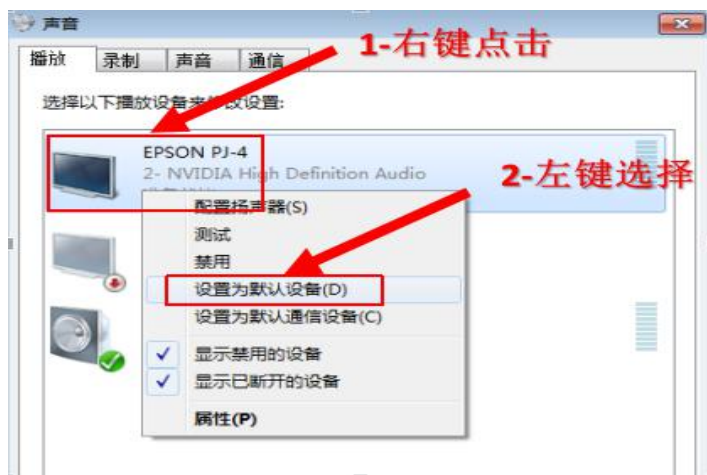 声音
1-右键点击
播放 录制 声音 通信
选择以下播放设备来修改设置:
EPSON PJ-4
2- NVIDIA High Definition Audio
2-左键选择
配置扬声器(S)
测试
禁用
设置为默认设备(D)
设置为默认通信设备(C)
显示禁用的设备
显示已断开的设备
属性(P)